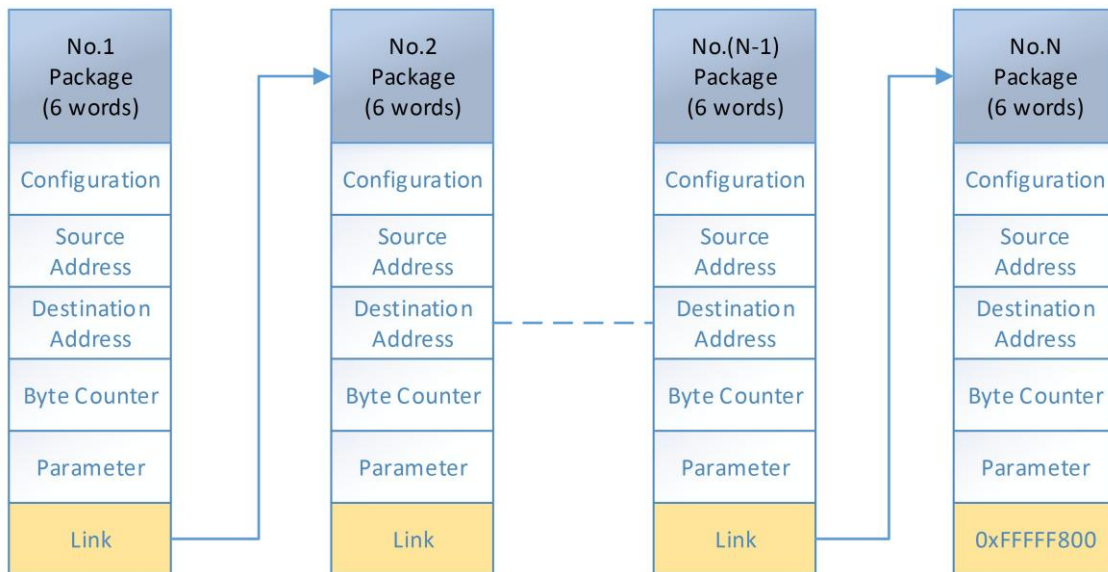 No.1
Package
(6 words)
Configuration
Source
Address
Destination
Address
Byte Counter
Parameter
Link
No.2
Package
(6 words)
Configuration
Source
Address
Destination
Address
Byte Counter
Parameter
Link
No.(N-1)
Package
(6 words)
Configuration
Source
Address
Destination
Address
Byte Counter
Parameter
Link
No.N
Package
(6 words)
Configuration
Source
Address
Destination
Address
Byte Counter
Parameter
0xFFFFF800